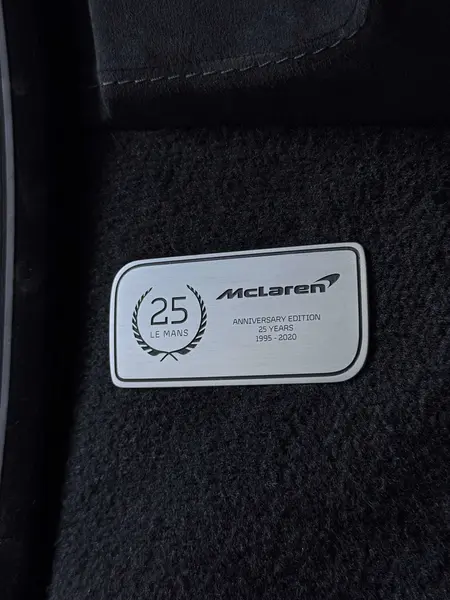 25
LE MANS
McLaren
ANNIVERSARY EDITION
25 YEARS
1995 - 2020